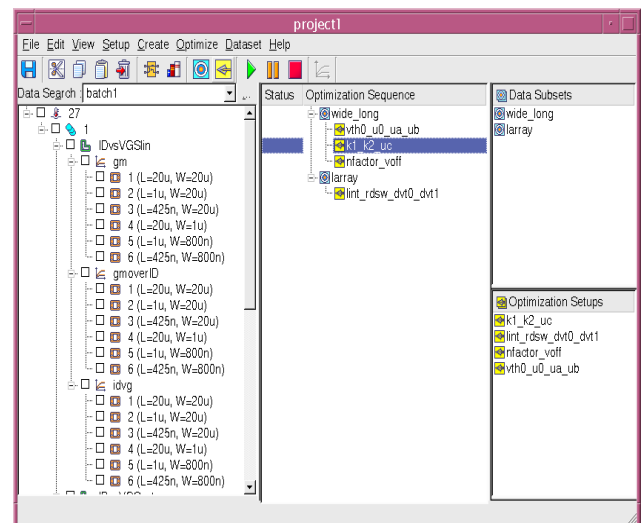 project1
File Edit View Setup Create Optimize Dataset Help
Data Search : batch1
Status Optimization Sequence
Data Subsets
27
1
IDvsVGSlin
gm
1 (L=20u, W=20u)
2 (L=1u, W=20u)
3 (L=425n, W=20u)
4 (L=20u, W=1u)
5 (L=1u, W=800n)
6 (L=425n, W=800n)
gmoverID
1 (L=20u, W=20u)
2 (L=1u, W=20u)
3 (L=425n, W=20u)
4 (L=20u, W=1u)
5 (L=1u, W=800n)
6 (L=425n, W=800n)
idvg
1 (L=20u, W=20u)
2 (L=1u, W=20u)
3 (L=425n, W=20u)
4 (L=20u, W=1u)
5 (L=1u, W=800n)
6 (L=425n, W=800n)
wide_long
vth0_u0_ua_ub
k1_k2_uc
nfactor_voff
larray
lint_rdsw_dvt0_dvt1
wide_long
larray
Optimization Setups
k1_k2_uc
lint_rdsw_dvt0_dvt1
nfactor_voff
vth0_u0_ua_ub